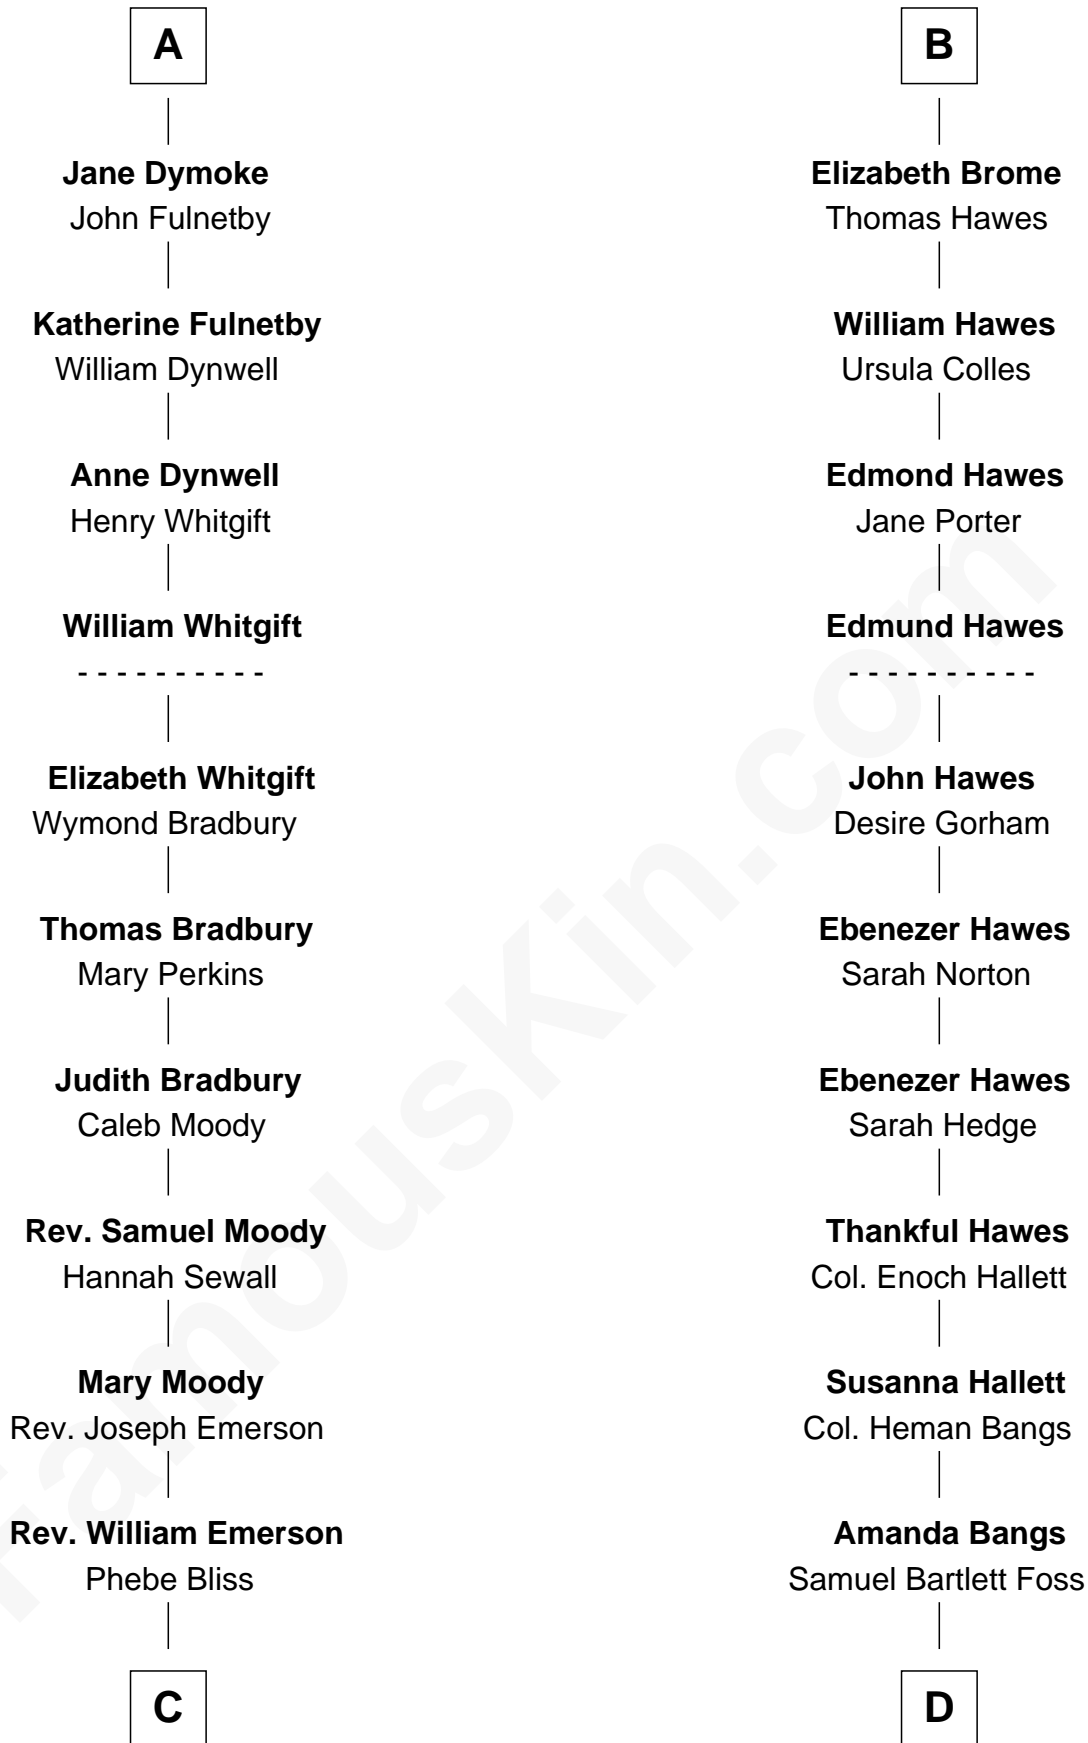 A
Jane Dymoke
John Fulnetby
Katherine Fulnetby
William Dynwell
Anne Dynwell
Henry Whitgift
William Whitgift
- - - - - - - - - -
Elizabeth Whitgift
Wymond Bradbury
Thomas Bradbury
Mary Perkins
Judith Bradbury
Caleb Moody
Rev. Samuel Moody
Hannah Sewall
Mary Moody
Rev. Joseph Emerson
Rev. William Emerson
Phebe Bliss
C
B
Elizabeth Brome
Thomas Hawes
William Hawes
Ursula Colles
Edmond Hawes
Jane Porter
Edmund Hawes
- - - - - - - - - -
John Hawes
Desire Gorham
Ebenezer Hawes
Sarah Norton
Ebenezer Hawes
Sarah Hedge
Thankful Hawes
Col. Enoch Hallett
Susanna Hallett
Col. Heman Bangs
Amanda Bangs
Samuel Bartlett Foss
D
FamousKin.com